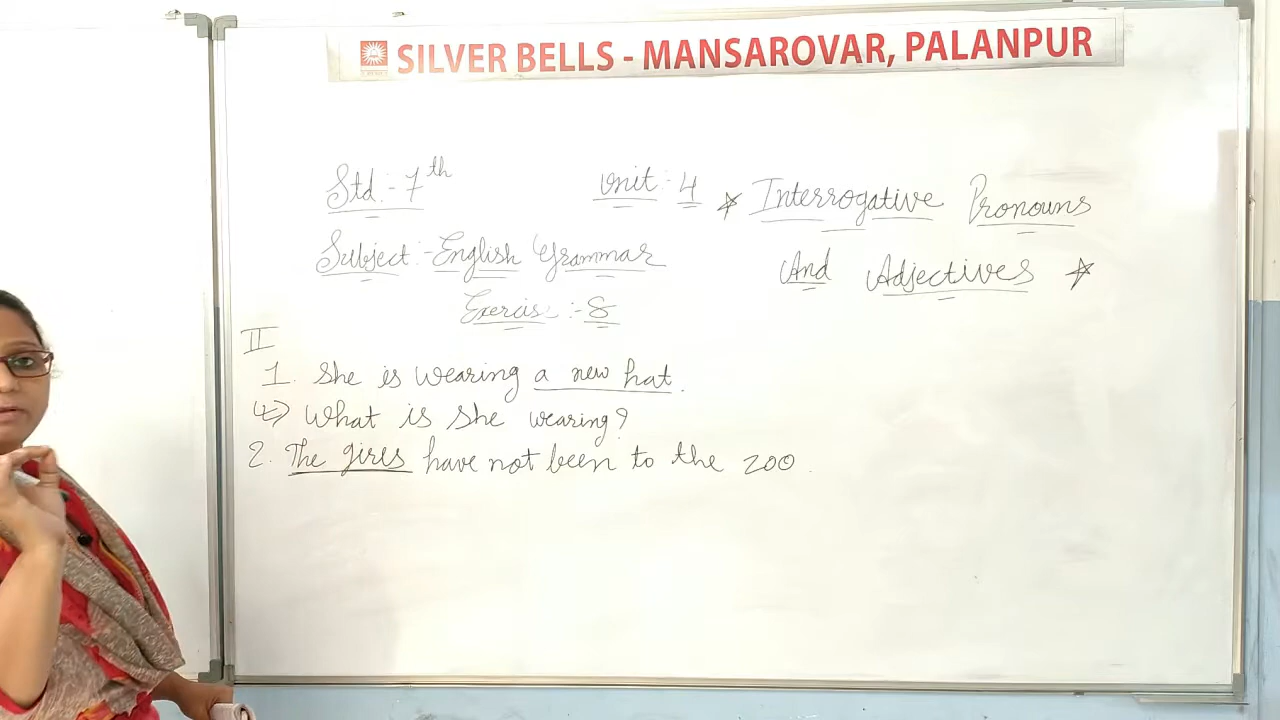 SILVER BELLS - MANSAROVAR, PALANPUR
Std:- 7th
Unit:- 4
* Interrogative Pronouns
And Adjectives *
Subject:- English Grammar
Exercise:- 8
II
1. She is wearing a new hat.
What is she wearing?
2. The girls have not been to the zoo.